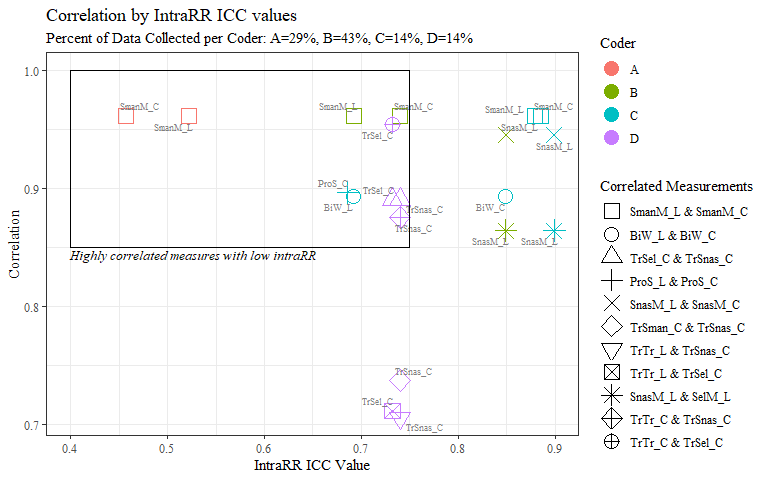 Correlation by IntraRR ICC values
Percent of Data Collected per Coder: A=29%, B=43%, C=14%, D=14%
Correlation
1.0
0.9
0.8
0.7
SmanM_C
SmanM_L
SmanM_L
SmanM_C
TrSel_C
SmanM_L
SmanM_C
SnasM_L
SnasM_L
ProS_C
BiW_L
TrSel_C
TrSnas_C
TrSnas_C
BiW_C
SnasM_L
SnasM_L
Highly correlated measures with low intraRR
TrSnas_C
TrSel_C
TrSnas_C
0.4
0.5
0.6
0.7
0.8
0.9
IntraRR ICC Value
Coder
A
B
C
D
Correlated Measurements
SmanM_L & SmanM_C
BiW_L & BiW_C
TrSel_C & TrSnas_C
ProS_L & ProS_C
SnasM_L & SnasM_C
TrSman_C & TrSnas_C
TrTr_L & TrSnas_C
TrTr_L & TrSel_C
SnasM_L & SelM_L
TrTr_C & TrSnas_C
TrTr_C & TrSel_C